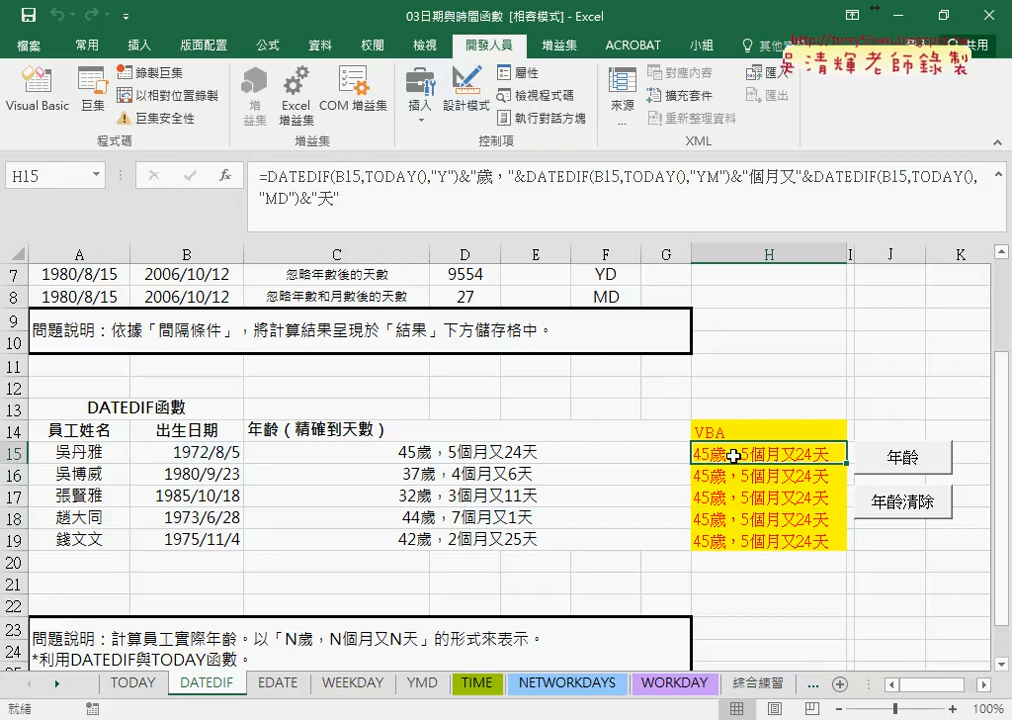 03日期與時間函數 [相容模式] - Excel
檔案 常用 插入 版面配置 公式 資料 校閱 檢視 開發人員 增益集 ACROBAT 小組 共用
吳清輝老師錄製
Visual Basic 巨集 錄製巨集 以相對位置錄製 巨集安全性 程式碼
增益集 Excel 增益集 COM 增益集 增益集
插入 設計模式 屬性 檢視程式碼 執行對話方塊 控制項
來源... 對應內容 擴充套件 重新整理資料 匯出 XML
H15
=DATEDIF(B15,TODAY(),"Y")&"歲，"&DATEDIF(B15,TODAY(),"YM")&"個月又"&DATEDIF(B15,TODAY(),
"MD")&"天"
A B C D E F G H I J K
7 1980/8/15 2006/10/12 忽略年數後的天數 9554 YD
8 1980/8/15 2006/10/12 忽略年數和月數後的天數 27 MD
9
問題說明：依據「間隔條件」，將計算結果呈現於「結果」下方儲存格中。
10
11
12
13 DATEDIF函數
14 員工姓名 出生日期 年齡（精確到天數） VBA
15 吳丹雅 1972/8/5 45歲，5個月又24天 45歲，5個月又24天 年齡
16 吳博威 1980/9/23 37歲，4個月又6天 45歲，5個月又24天
17 張賢雅 1985/10/18 32歲，3個月又11天 45歲，5個月又24天 年齡清除
18 趙大同 1973/6/28 44歲，7個月又1天 45歲，5個月又24天
19 錢文文 1975/11/4 42歲，2個月又25天 45歲，5個月又24天
20
21
22
23 問題說明：計算員工實際年齡。以「N歲，N個月又N天」的形式來表示。
24 *利用DATEDIF與TODAY函數。
TODAY DATEDIF EDATE WEEKDAY YMD TIME NETWORKDAYS WORKDAY 綜合練習 ...
就緒 100%